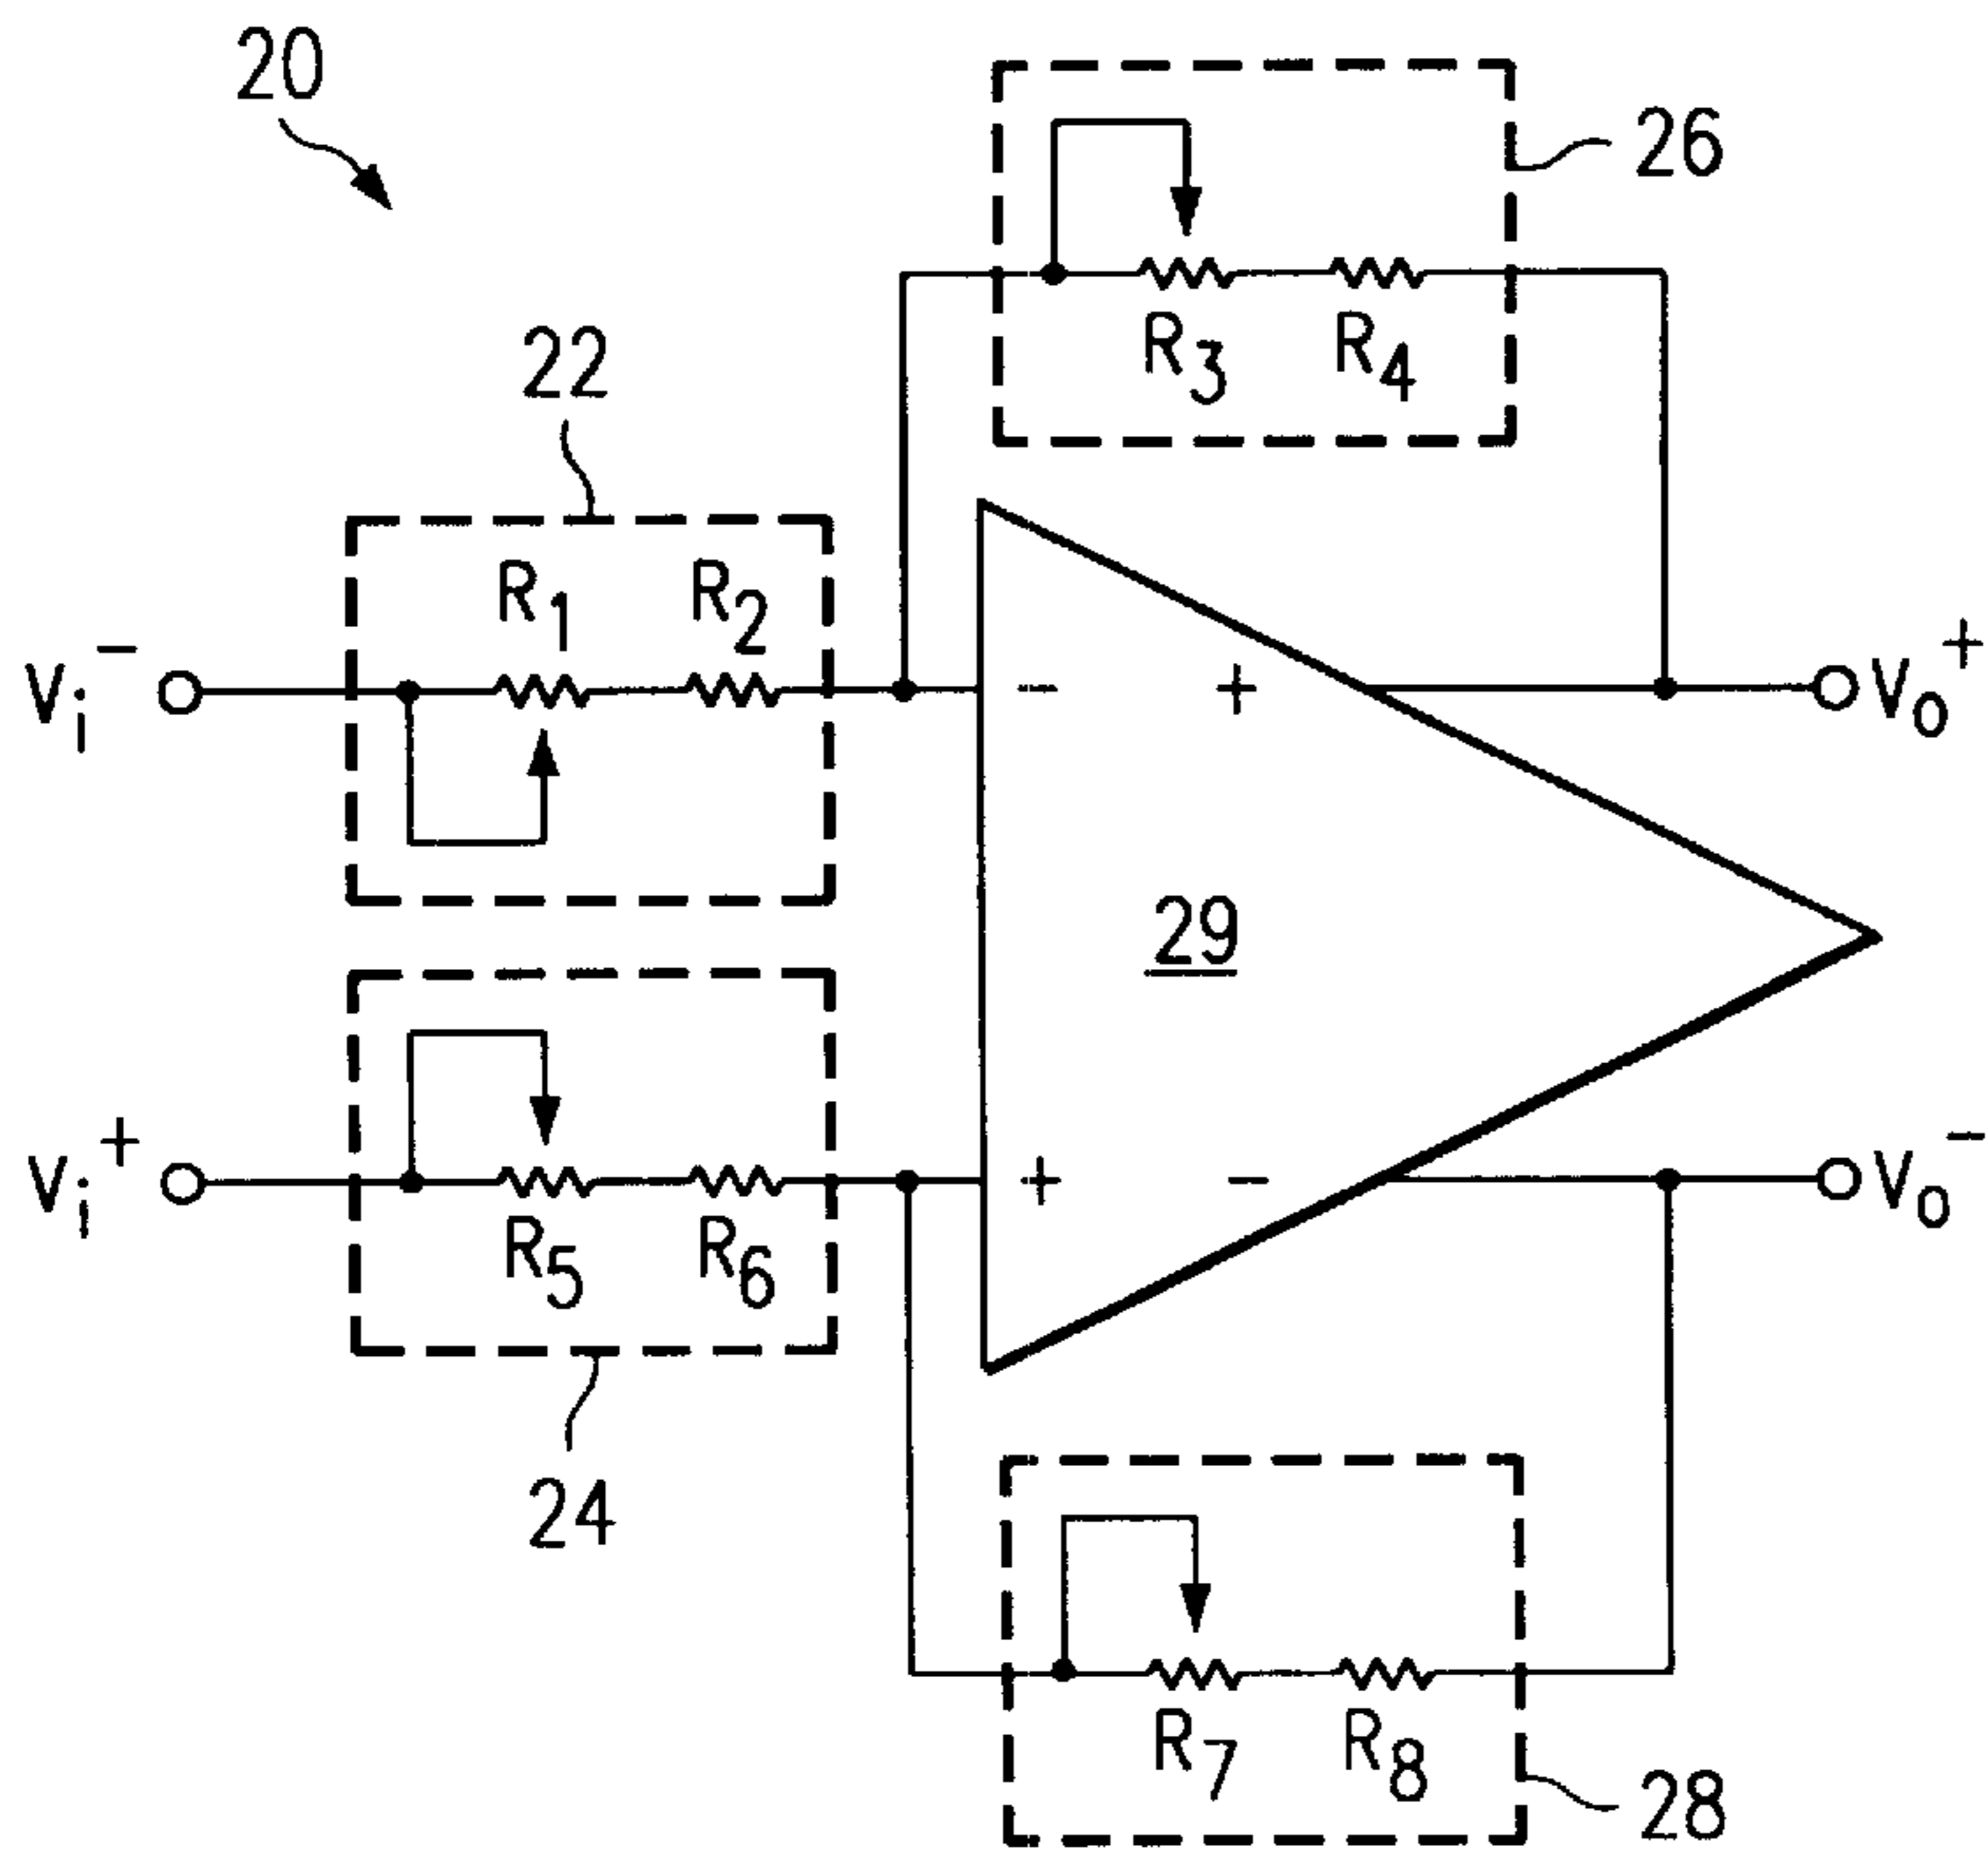 20
26
R3 R4
22
R1 R2
Vi−
− +
Vo+
29
Vi+
+ −
Vo−
R5 R6
24
R7 R8
28